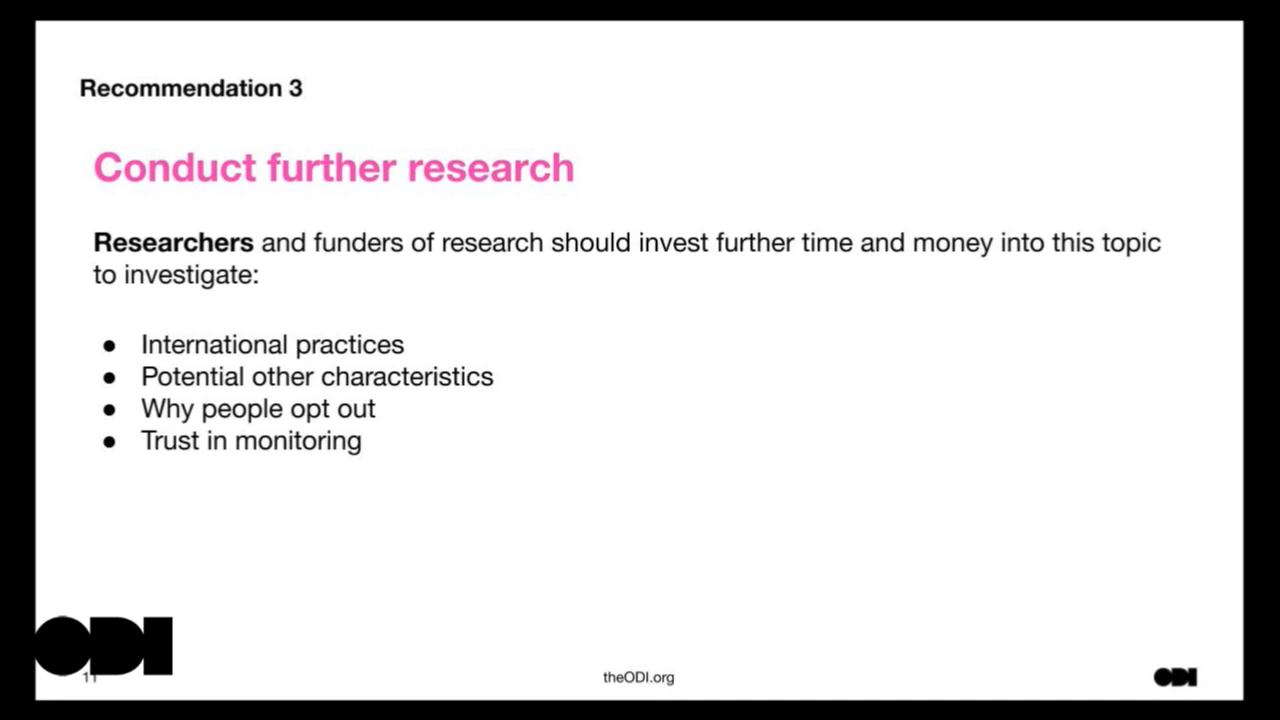 Recommendation 3
Conduct further research
Researchers and funders of research should invest further time and money into this topic
to investigate:
● International practices
● Potential other characteristics
● Why people opt out
● Trust in monitoring
ODI
11
theODI.org
ODI